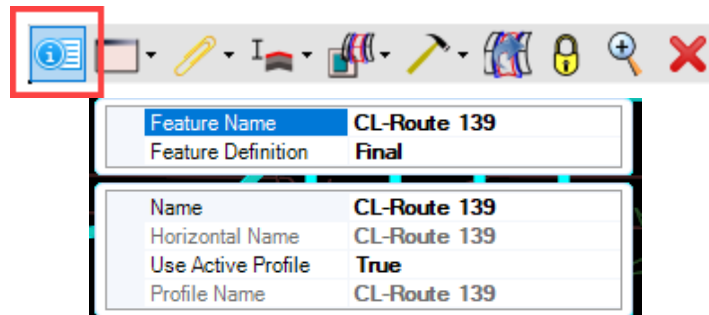 Feature Name CL-Route 139
Feature Definition Final
Name CL-Route 139
Horizontal Name CL-Route 139
Use Active Profile True
Profile Name CL-Route 139